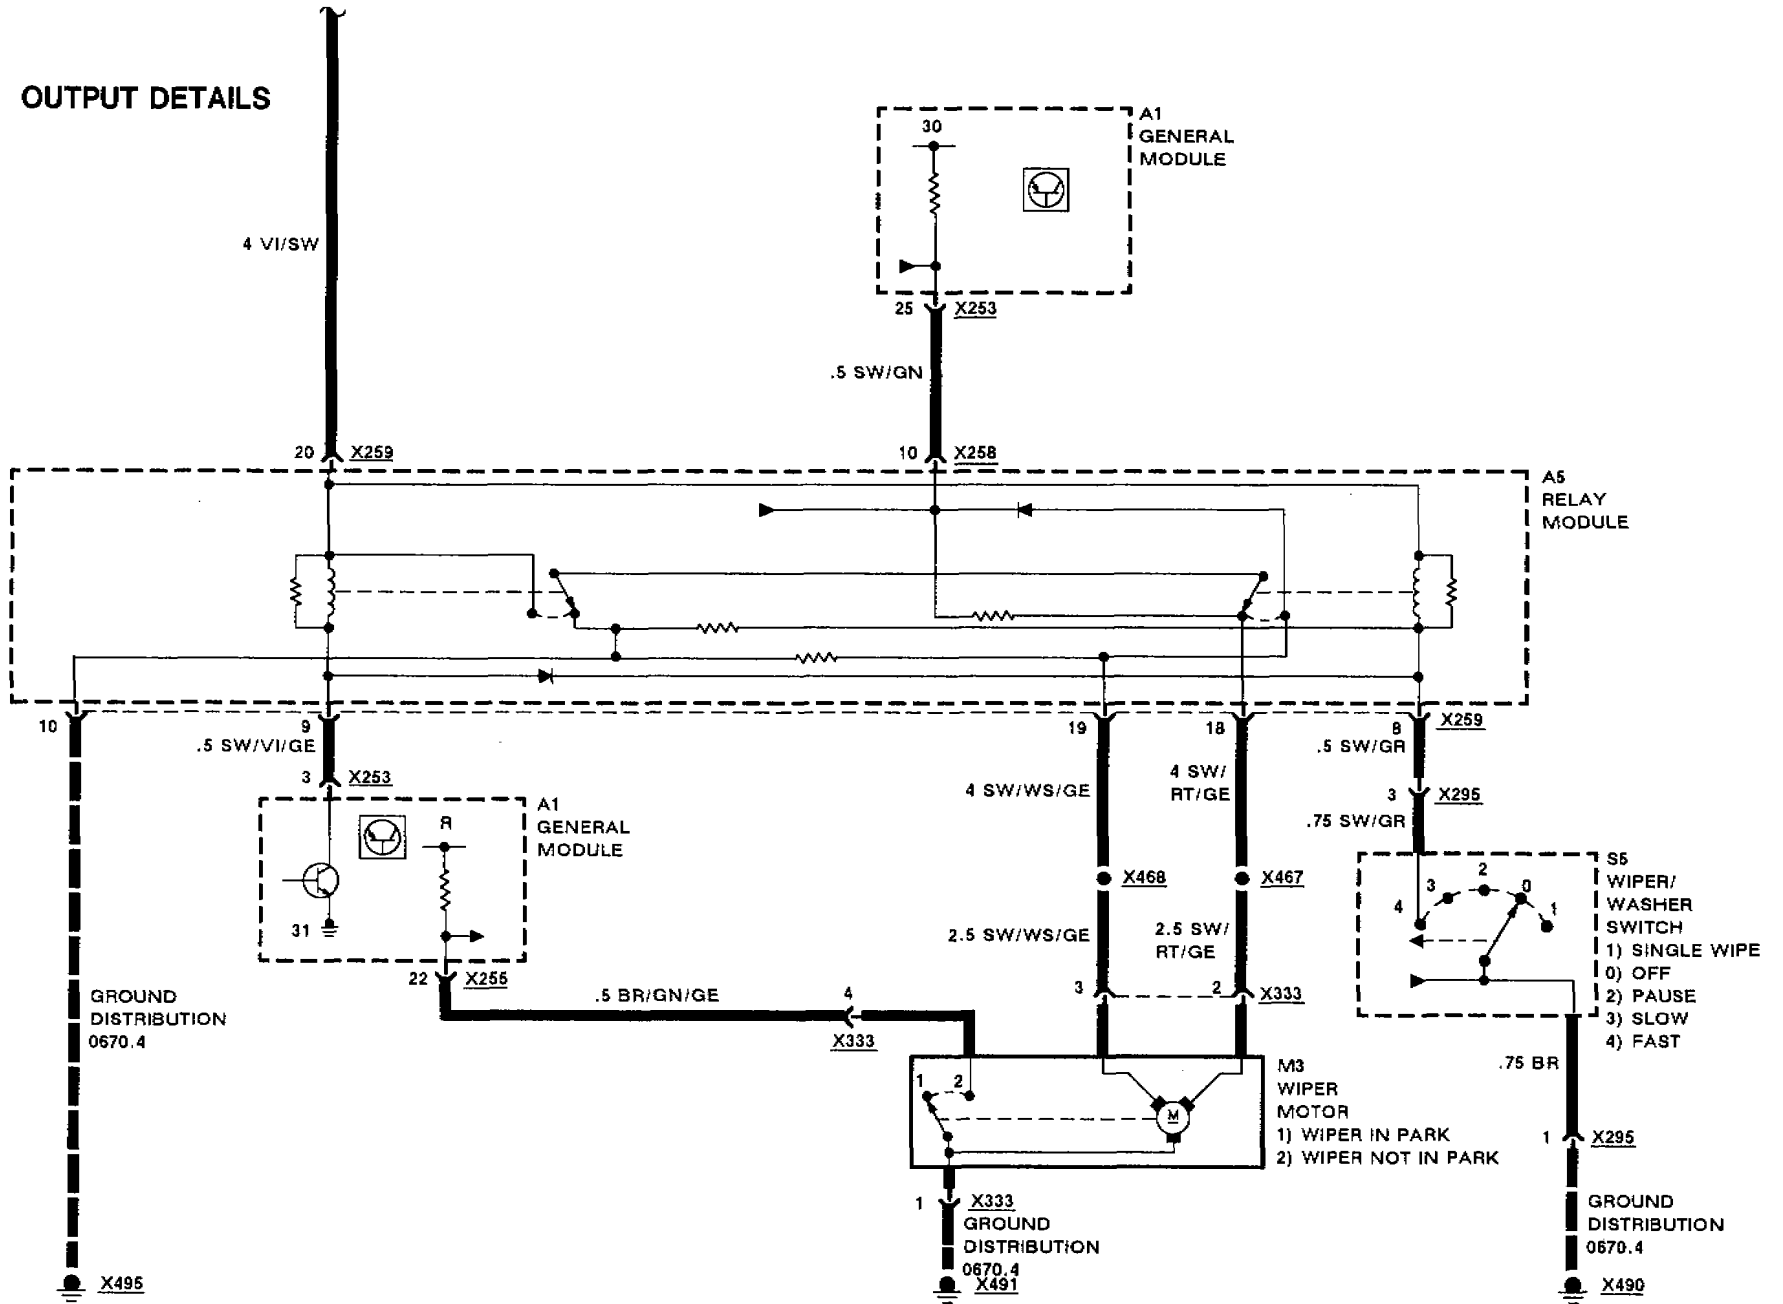 OUTPUT DETAILS
A1
GENERAL
MODULE
30
4 VI/SW
25 X253
.5 SW/GN
20 X259
10 X258
A5
RELAY
MODULE
10
9
19
18
8
X259
.5 SW/VI/GE
.5 SW/GR
3 X253
4 SW/WS/GE
4 SW/
RT/GE
3 X295
.75 SW/GR
A1
GENERAL
MODULE
R
31
X468
X467
S5
WIPER/
WASHER
SWITCH
1) SINGLE WIPE
0) OFF
2) PAUSE
3) SLOW
4) FAST
4
3
2
0
1
2.5 SW/WS/GE
2.5 SW/
RT/GE
22 X255
.5 BR/GN/GE
4
X333
3
2
X333
GROUND
DISTRIBUTION
0670.4
.75 BR
1
2
M
M3
WIPER
MOTOR
1) WIPER IN PARK
2) WIPER NOT IN PARK
1 X295
1 X333
GROUND
DISTRIBUTION
0670.4
GROUND
DISTRIBUTION
0670.4
X495
X491
X490